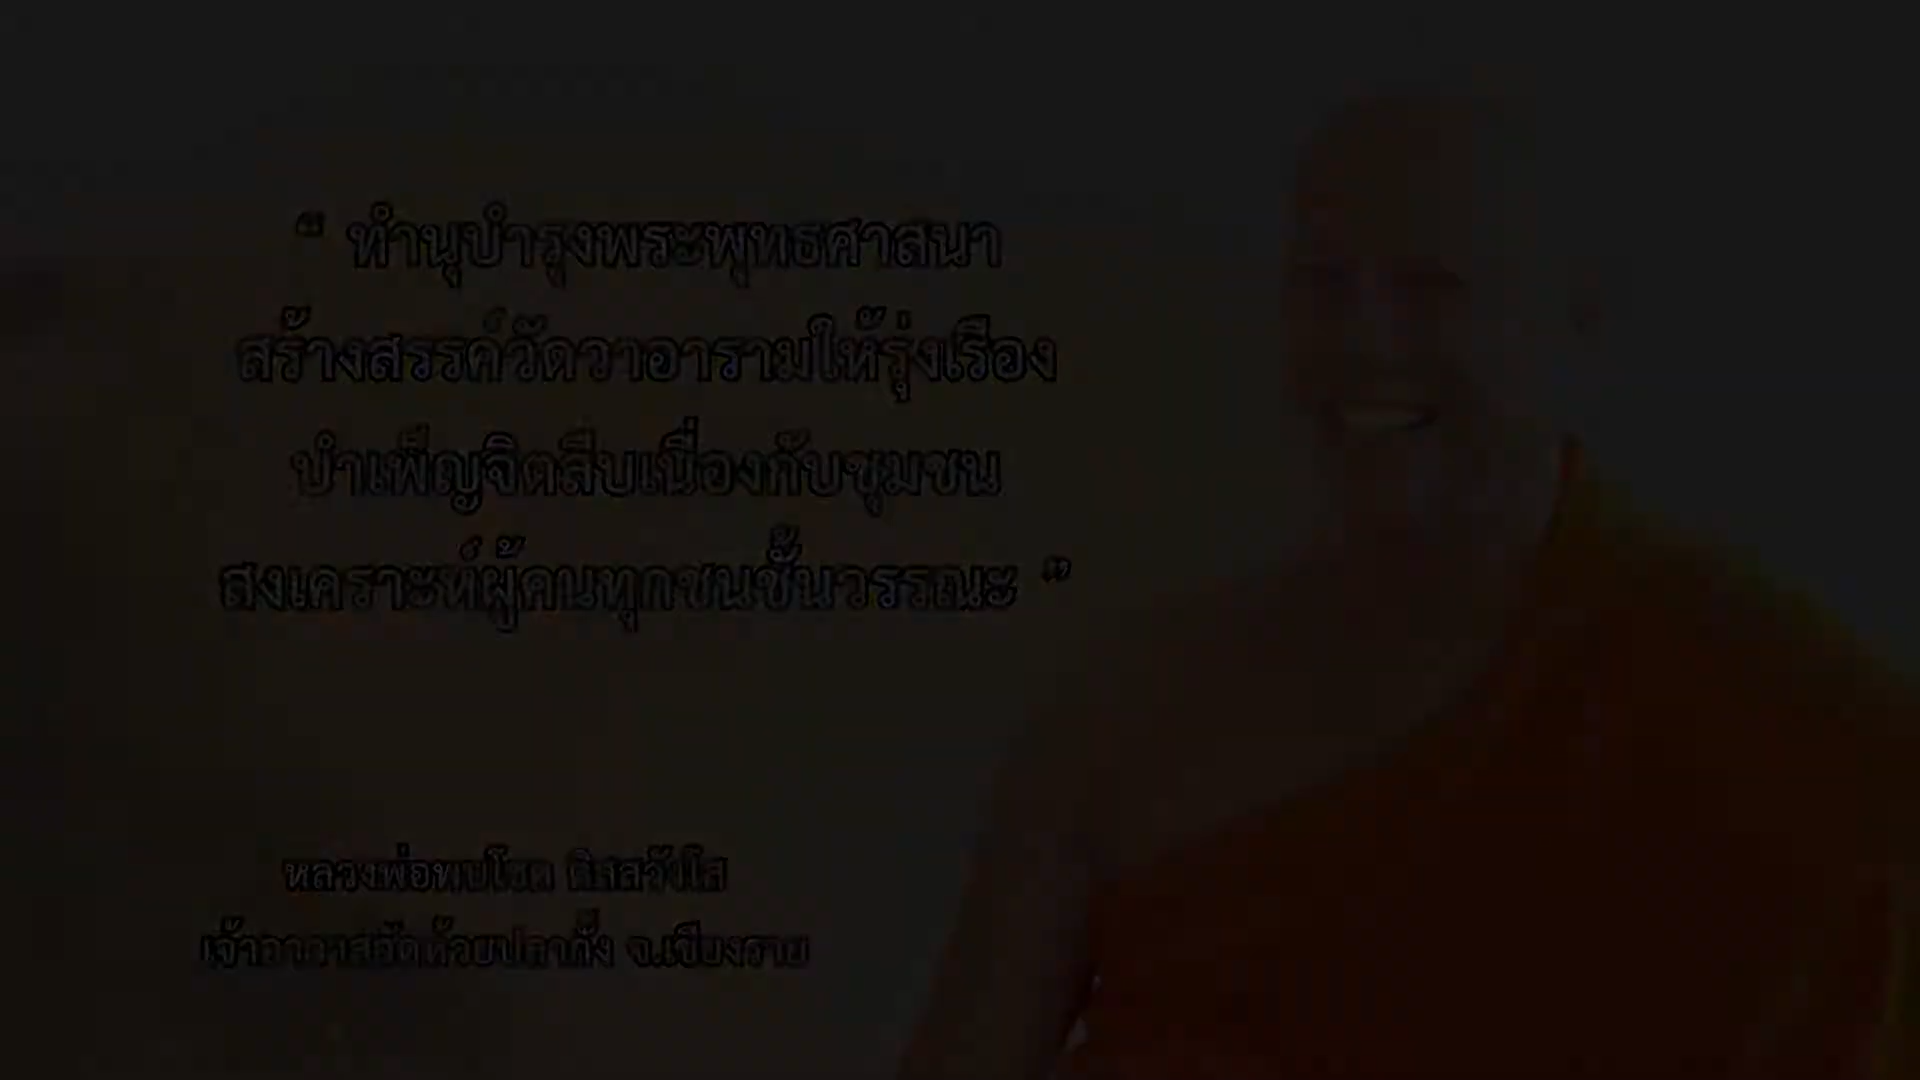 “ ทำนุบำรุงพระพุทธศาสนา
สร้างสรรค์วัดวาอารามให้รุ่งเรือง
บำเพ็ญจิตสืบเนื่องกับชุมชน
สงเคราะห์ผู้คนทุกชนชั้นวรรณะ ”
หลวงพ่อพบโชค ติสฺสวํโส
เจ้าอาวาสวัดห้วยปลากั้ง จ.เชียงราย